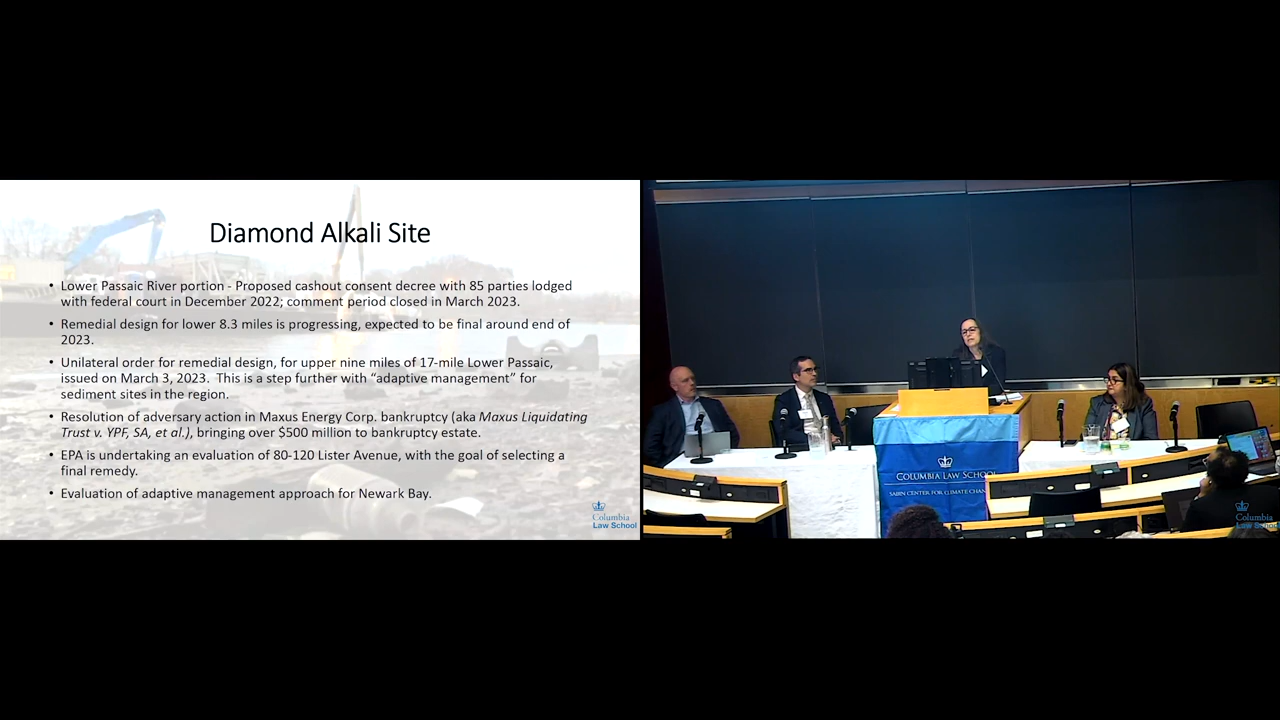 Diamond Alkali Site
• Lower Passaic River portion - Proposed cashout consent decree with 85 parties lodged
with federal court in December 2022; comment period closed in March 2023.
• Remedial design for lower 8.3 miles is progressing, expected to be final around end of
2023.
• Unilateral order for remedial design, for upper nine miles of 17-mile Lower Passaic,
issued on March 3, 2023.  This is a step further with “adaptive management” for
sediment sites in the region.
• Resolution of adversary action in Maxus Energy Corp. bankruptcy (aka Maxus Liquidating
Trust v. YPF, SA, et al.), bringing over $500 million to bankruptcy estate.
• EPA is undertaking an evaluation of 80-120 Lister Avenue, with the goal of selecting a
final remedy.
• Evaluation of adaptive management approach for Newark Bay.
Columbia
Law School
COLUMBIA LAW SCHOOL
SABIN CENTER FOR CLIMATE CHAN
Columbia
Law School